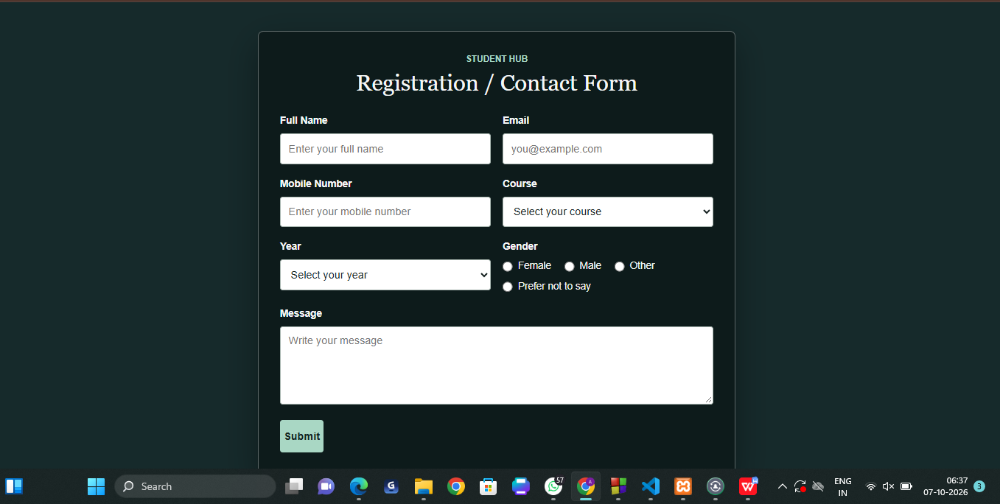 STUDENT HUB
Registration / Contact Form
Full Name
Email
Enter your full name
you@example.com
Mobile Number
Course
Enter your mobile number
Select your course
Year
Gender
Select your year
Female
Male
Other
Prefer not to say
Message
Write your message
Submit
Search
G
57
A
W
ENG
IN
06:37
07-10-2026
3